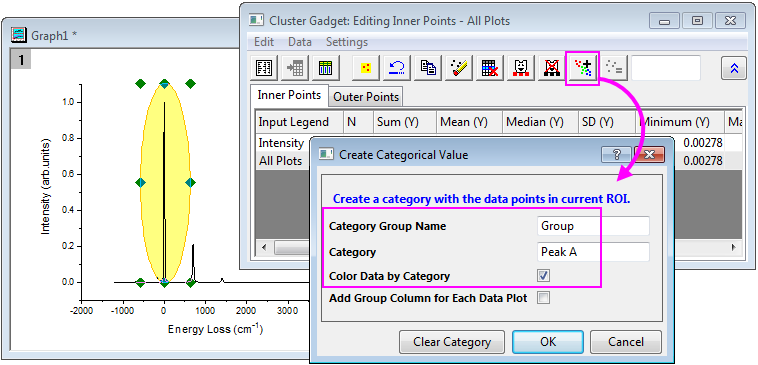 Graph1 *
1
Intensity (arb.units)
1.0
0.8
0.6
0.4
0.2
0.0
-2000 -1000 0 1000 2000 3000
Energy Loss (cm-1)
Cluster Gadget: Editing Inner Points - All Plots
Edit Data Settings
Inner Points Outer Points
Input Legend N Sum (Y) Mean (Y) Median (Y) SD (Y) Minimum (Y) Ma
Intensity 0.00278
All Plots 0.00278
Create Categorical Value
Create a category with the data points in current ROI.
Category Group Name Group
Category Peak A
Color Data by Category
Add Group Column for Each Data Plot
Clear Category OK Cancel